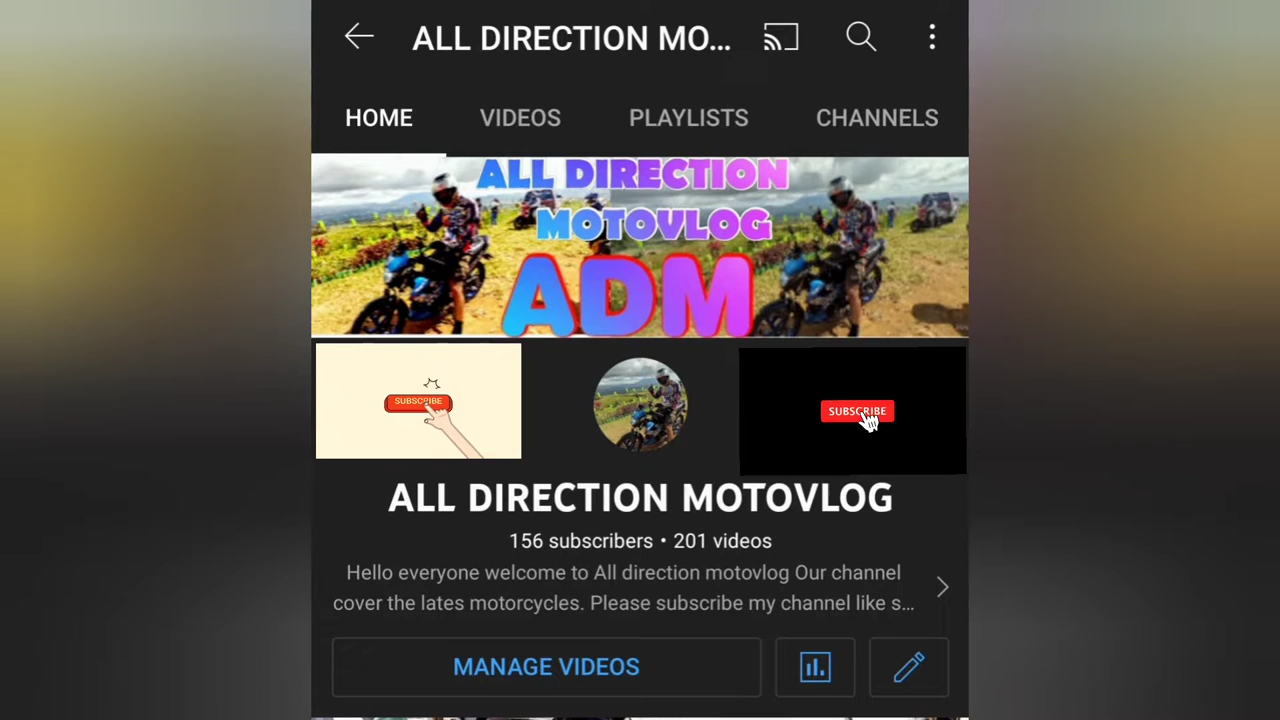 ALL DIRECTION MO...
HOME VIDEOS PLAYLISTS CHANNELS
ALL DIRECTION
MOTOVLOG
ADM
SUBSCRIBE
SUBSCRIBE
ALL DIRECTION MOTOVLOG
156 subscribers • 201 videos
Hello everyone welcome to All direction motovlog Our channel
cover the lates motorcycles. Please subscribe my channel like s...
MANAGE VIDEOS